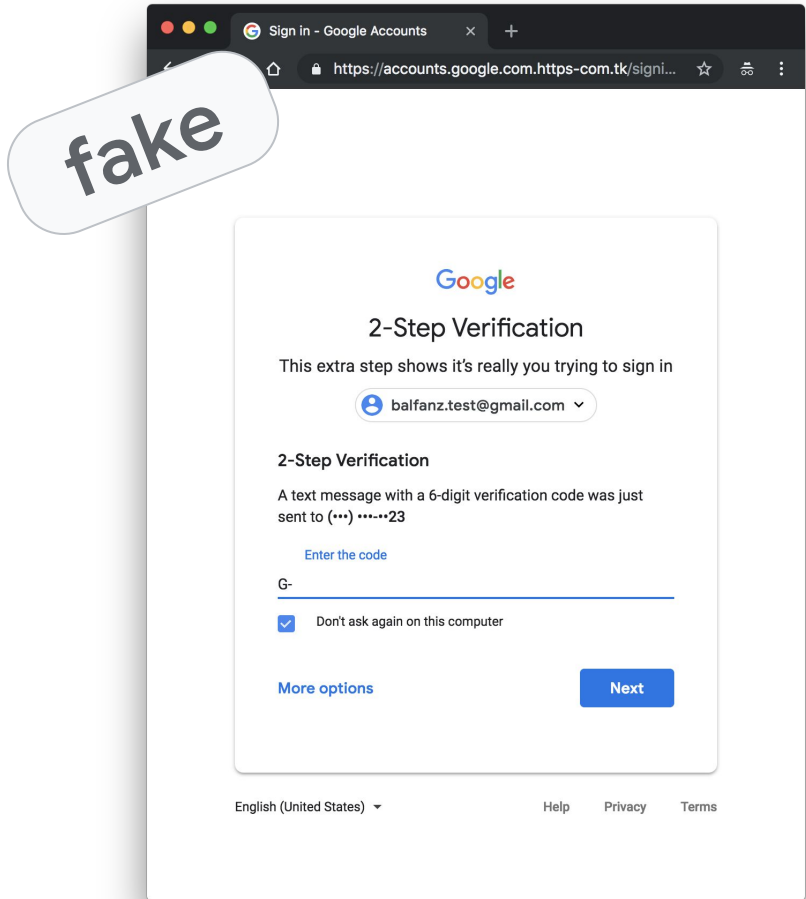 Sign in - Google Accounts
https://accounts.google.com.https-com.tk/signi...
fake
Google
2-Step Verification
This extra step shows it's really you trying to sign in
balfanz.test@gmail.com
2-Step Verification
A text message with a 6-digit verification code was just
sent to (•••) •••-••23
Enter the code
G-
Don't ask again on this computer
More options
Next
English (United States)
Help Privacy Terms